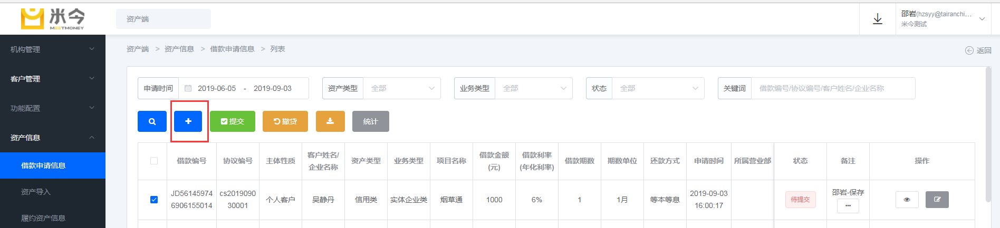 米今
MEETMONEY
资产端
邵岩(hzsyy@tairanchi...
米今测试
机构管理
客户管理
功能配置
资产信息
借款申请信息
资产导入
履约资产信息
资产端 > 资产信息 > 借款申请信息 > 列表
返回
申请时间 2019-06-05 - 2019-09-03
资产类型 全部
业务类型 全部
状态 全部
关键词 借款编号/协议编号/客户姓名/企业名称
提交
撤贷
统计
借款编号
协议编号
主体性质
客户姓名/
企业名称
资产类型
业务类型
项目名称
借款金额
(元)
借款利率
(年化利率)
借款期数
期数单位
还款方式
申请时间
所属营业部
状态
备注
操作
JD56145974
6906155014
cs2019090
30001
个人客户
吴静丹
信用类
实体企业类
烟草通
1000
6%
1
1月
等本等息
2019-09-03
16:00:17
待提交
邵岩-保存